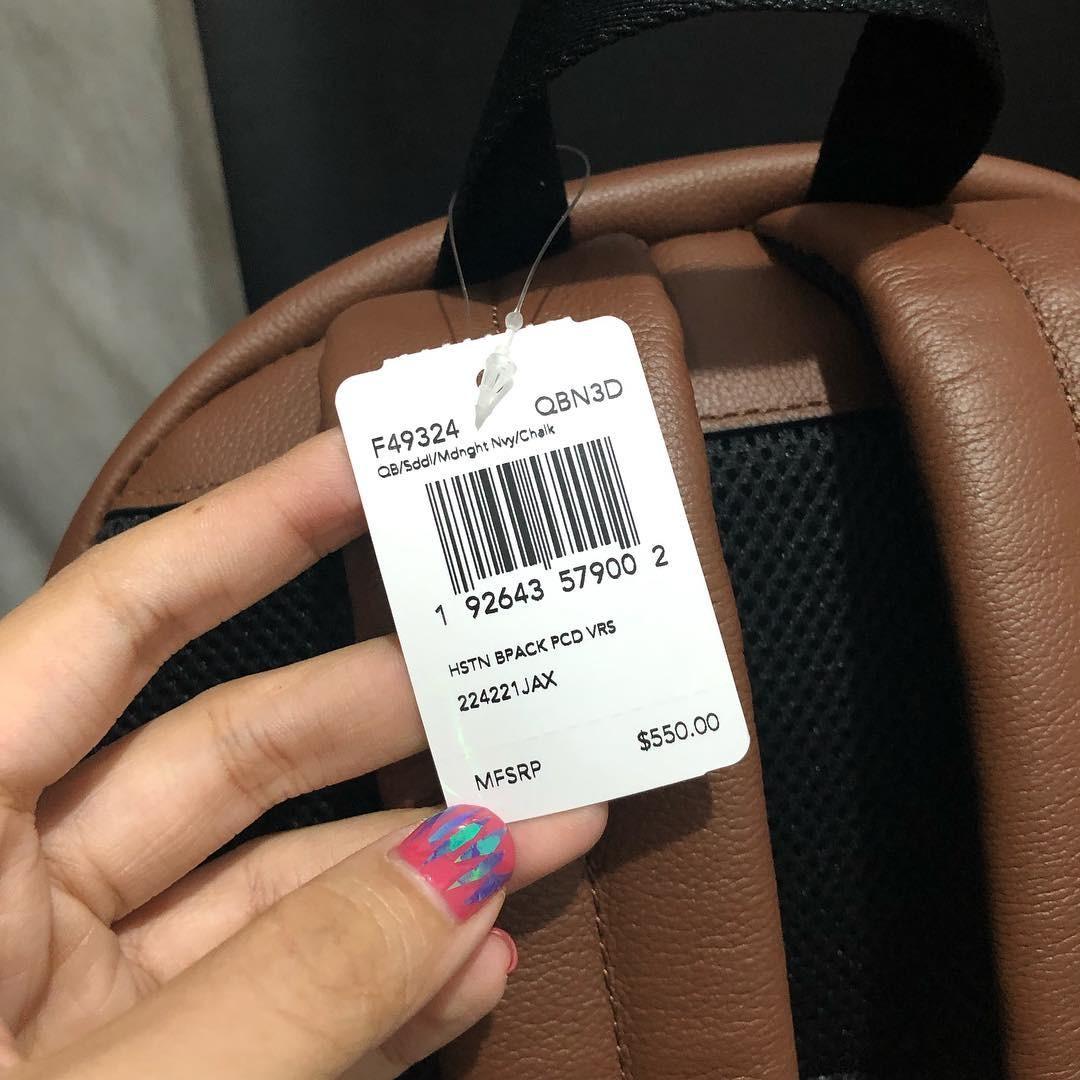 F49324 QBN3D
QB/Sddl/Mdnght Nvy/Chalk
1 92643 57900 2
HSTN BPACK PCD VRS
224221JAX
MFSRP $550.00